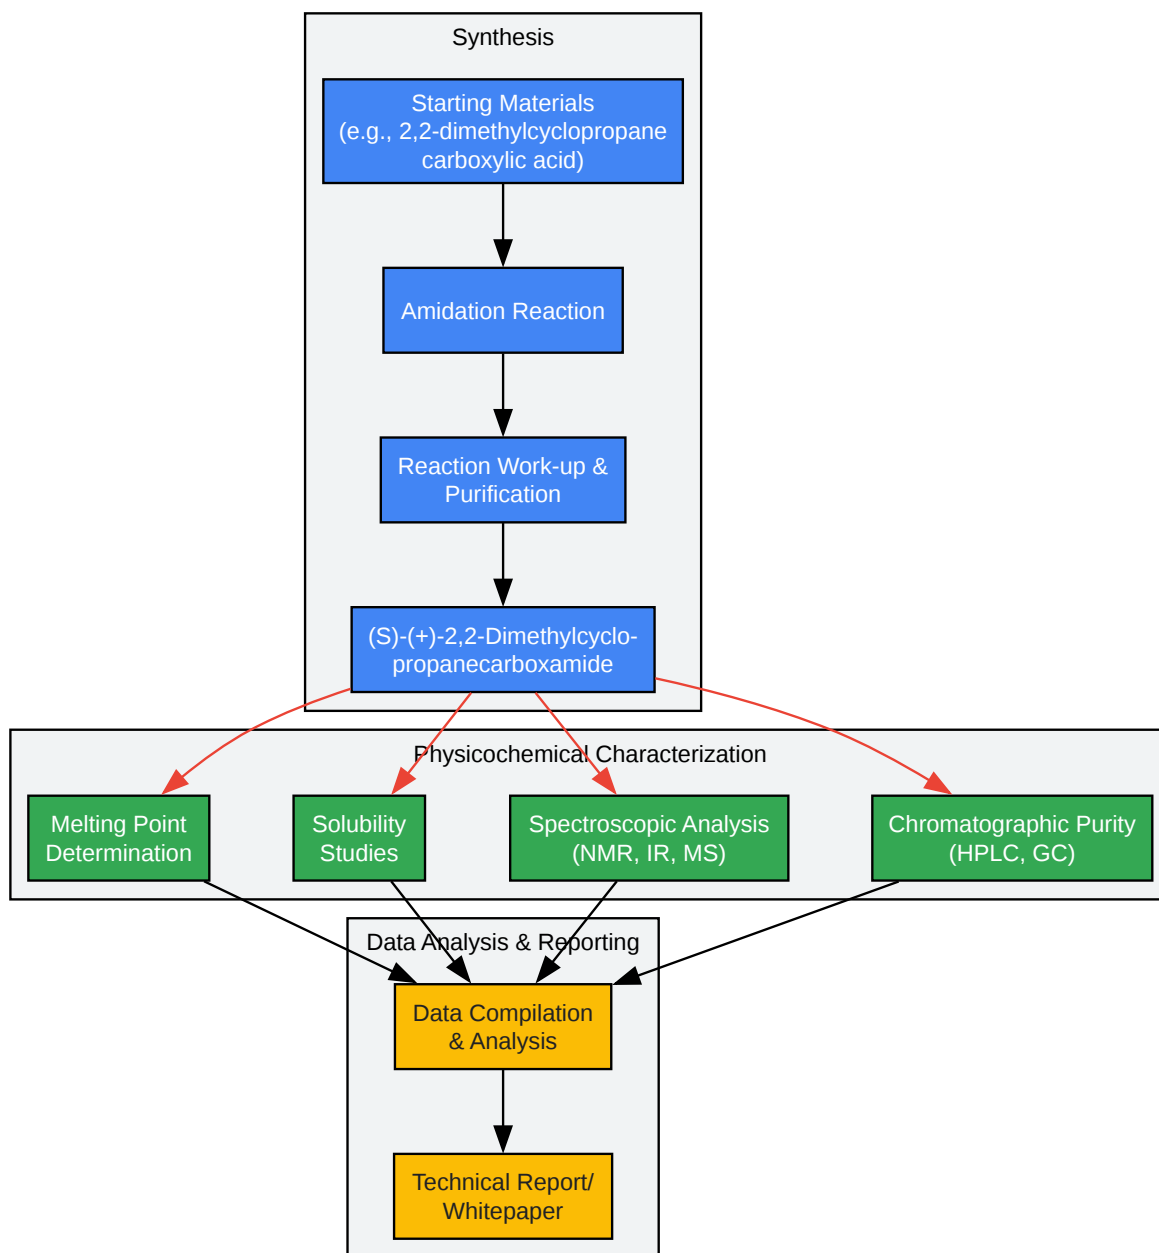 Synthesis
Starting Materials
(e.g., 2,2-dimethylcyclopropane
carboxylic acid)
Amidation Reaction
Reaction Work-up &
Purification
(S)-(+)-2,2-Dimethylcyclo-
propanecarboxamide
Physicochemical Characterization
Melting Point
Determination
Solubility
Studies
Spectroscopic Analysis
(NMR, IR, MS)
Chromatographic Purity
(HPLC, GC)
Data Analysis & Reporting
Data Compilation
& Analysis
Technical Report/
Whitepaper